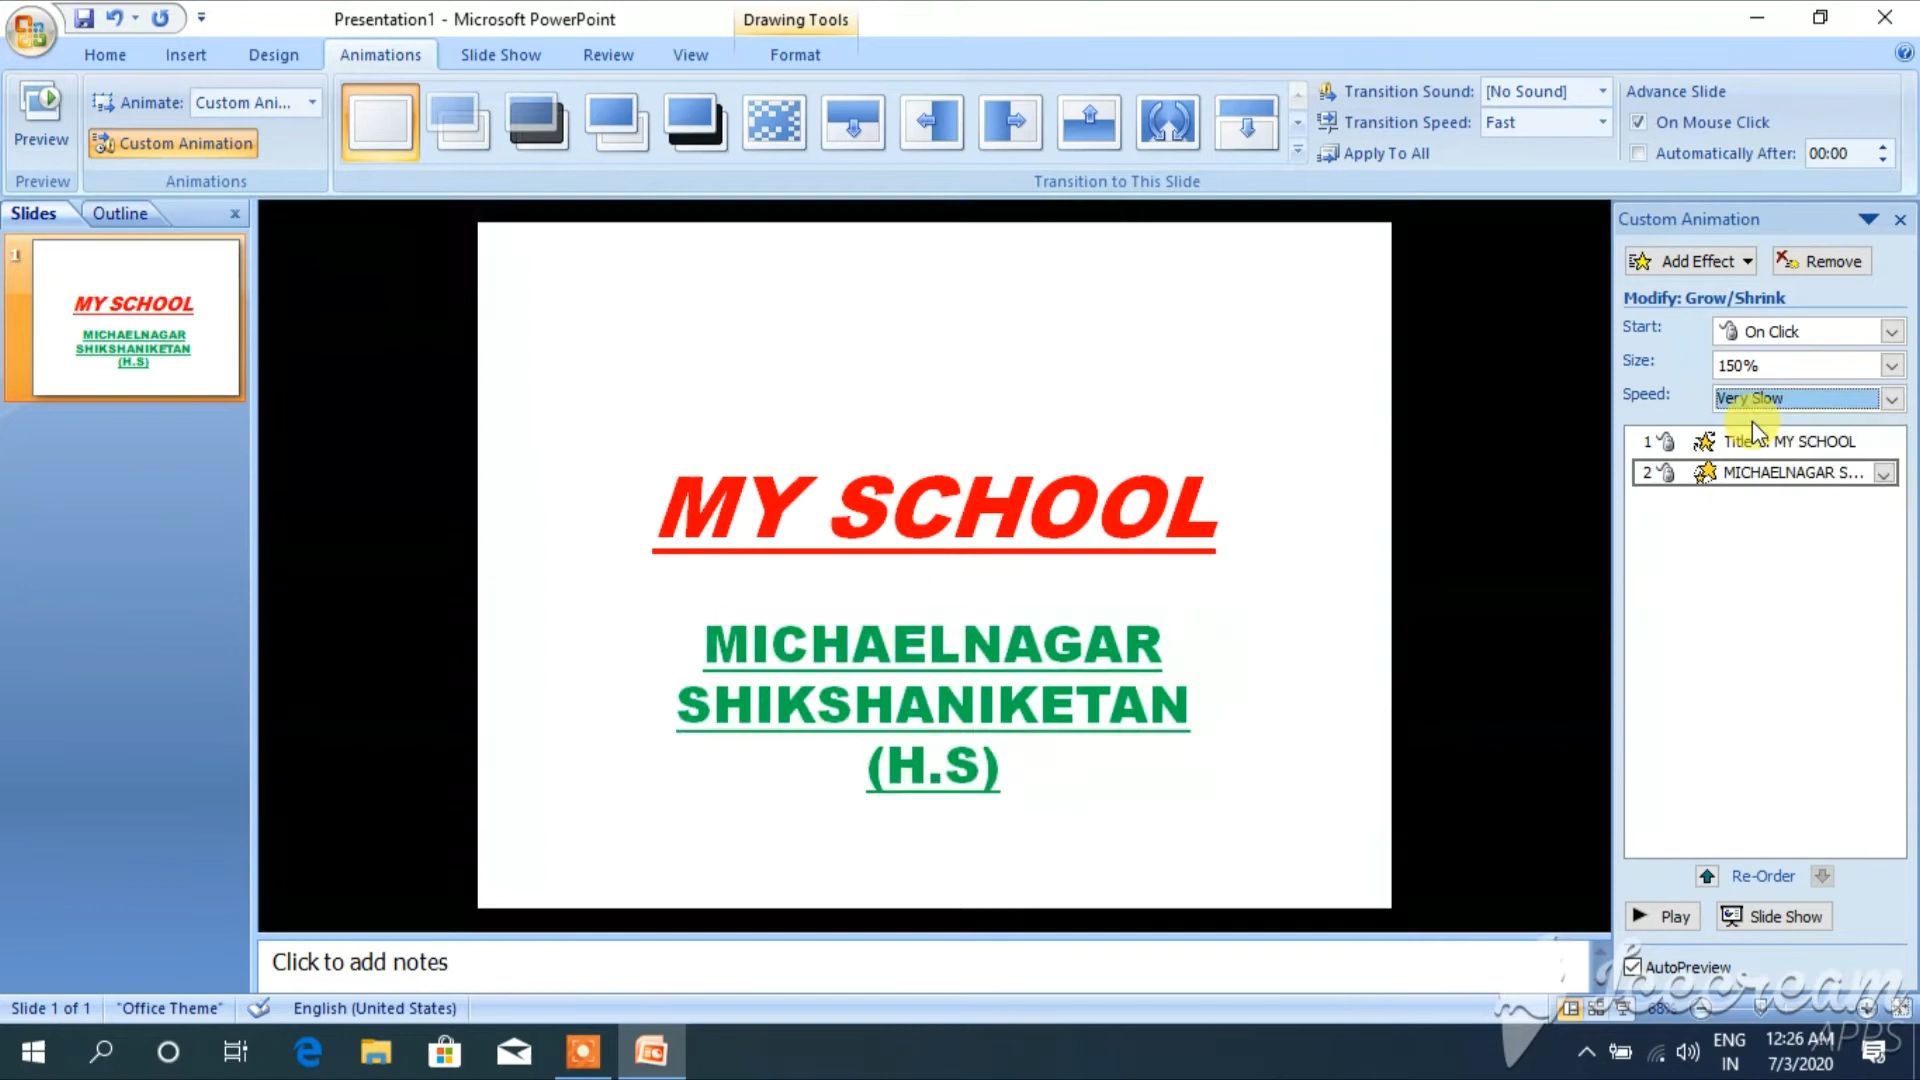 Presentation1 - Microsoft PowerPoint
Drawing Tools
Home Insert Design Animations Slide Show Review View Format
Preview
Animate: Custom Ani...
Custom Animation
Transition Sound: [No Sound]
Transition Speed: Fast
Apply To All
Advance Slide
On Mouse Click
Automatically After: 00:00
Preview Animations Transition to This Slide
Slides Outline
1
MY SCHOOL
MICHAELNAGAR
SHIKSHANIKETAN
(H.S)
MY SCHOOL
MICHAELNAGAR
SHIKSHANIKETAN
(H.S)
Click to add notes
Custom Animation
Add Effect Remove
Modify: Grow/Shrink
Start: On Click
Size: 150%
Speed: Very Slow
1 MY SCHOOL
2 MICHAELNAGAR S...
Re-Order
Play Slide Show
AutoPreview
Icecream
APPS
Slide 1 of 1 "Office Theme" English (United States) 68%
ENG
IN
12:26 AM
7/3/2020